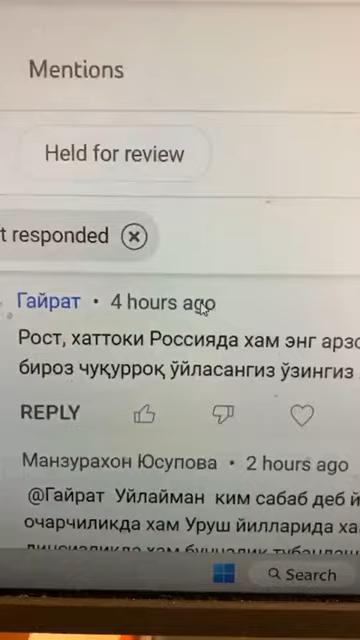 Mentions
Held for review
t responded
Гайрат • 4 hours ago
Рост, хаттоки Россияда хам энг
бироз чуқурроқ ўйласангиз ўзингиз
REPLY
Манзурахон Юсупова • 2 hours ago
@Гайрат Уйлайман ким сабаб деб
очарчиликда хам Уруш йилларида
Search